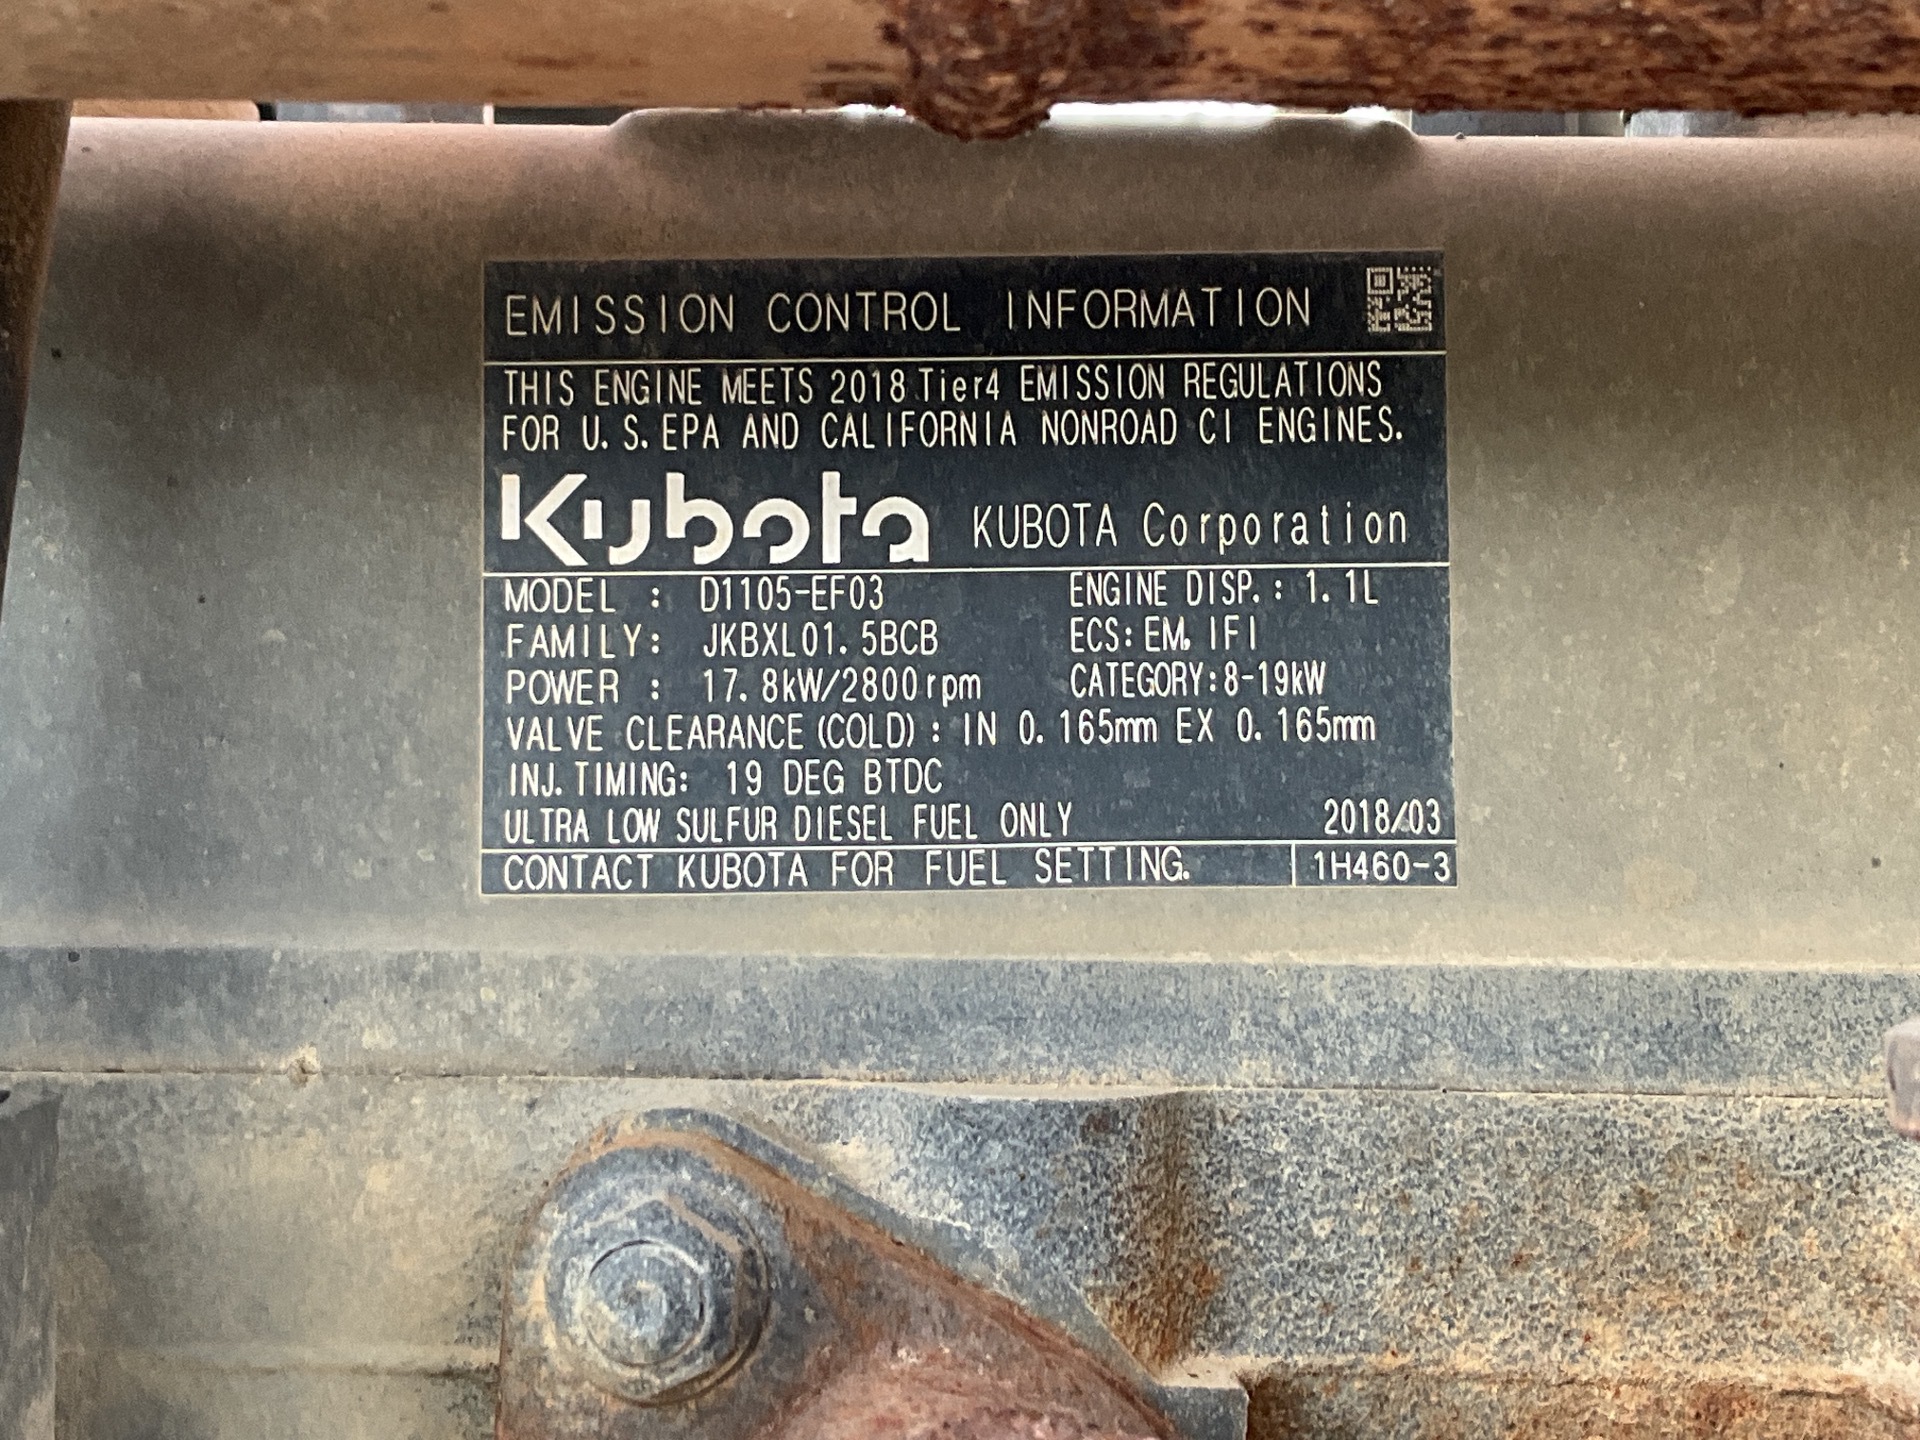 EMISSION CONTROL INFORMATION
THIS ENGINE MEETS 2018 Tier4 EMISSION REGULATIONS
FOR U.S.EPA AND CALIFORNIA NONROAD CI ENGINES.
Kubota KUBOTA Corporation
MODEL : D1105-EF03 ENGINE DISP.: 1.1L
FAMILY: JKBXL01.5BCB ECS: EM, IFI
POWER : 17.8kW/2800rpm CATEGORY:8-19kW
VALVE CLEARANCE (COLD) : IN 0.165mm EX 0.165mm
INJ.TIMING: 19 DEG BTDC
ULTRA LOW SULFUR DIESEL FUEL ONLY 2018/03
CONTACT KUBOTA FOR FUEL SETTING. 1H460-3